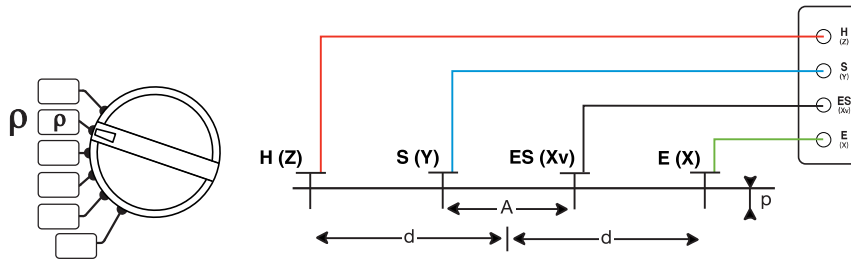 H
(Z)
S
(Y)
ES
(Xv)
E
(X)
ρ
ρ
H (Z)
S (Y)
ES (Xv)
E (X)
A
p
d
d